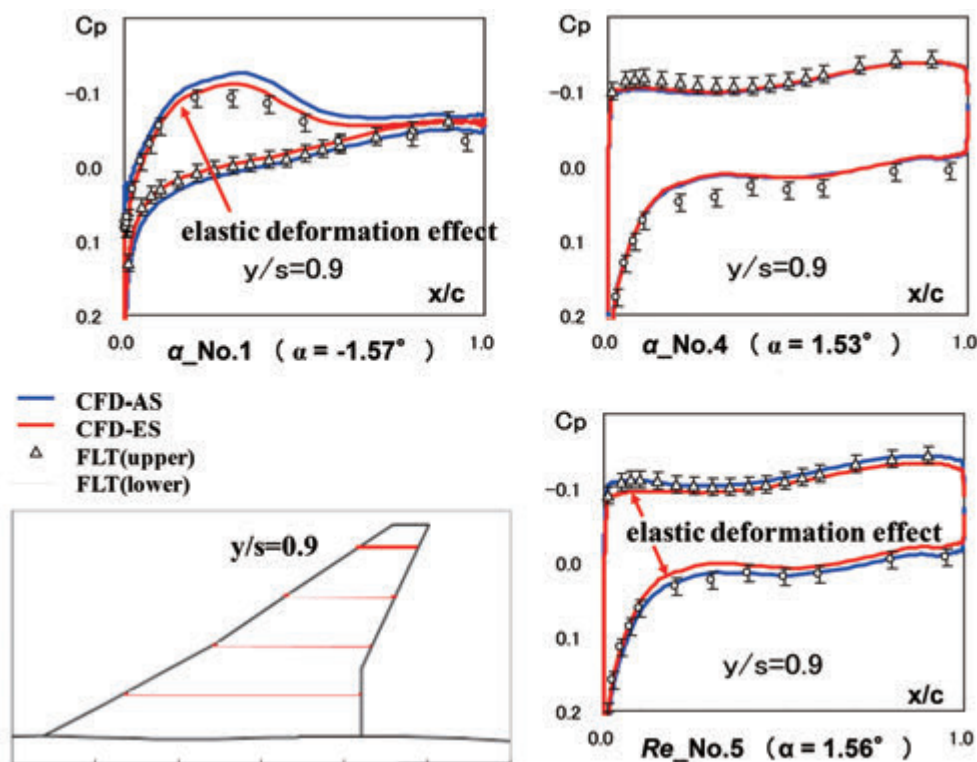 Cp
-0.1
0.0
0.1
0.2
elastic deformation effect
y/s=0.9
x/c
0.0
1.0
α_No.1 ( α = -1.57° )
Cp
-0.1
0.0
0.1
0.2
y/s=0.9
x/c
0.0
1.0
α_No.4 ( α = 1.53° )
CFD-AS
CFD-ES
FLT(upper)
FLT(lower)
y/s=0.9
Cp
-0.1
0.0
0.1
0.2
elastic deformation effect
y/s=0.9
x/c
0.0
1.0
Re_No.5 ( α = 1.56° )